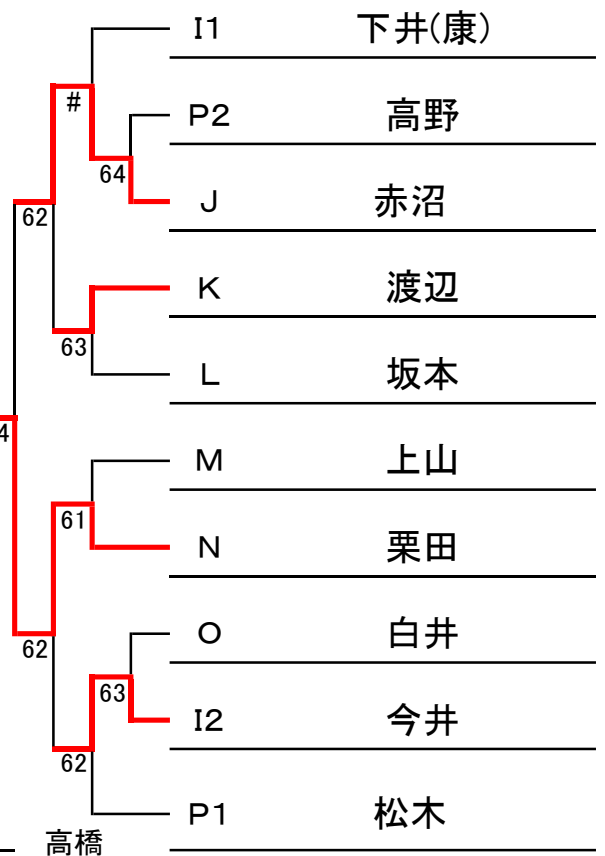 I1 下井(康)
#
P2 高野
64
J 赤沼
62
K 渡辺
63
L 坂本
4
M 上山
61
N 栗田
O 白井
62
63
I2 今井
62
P1 松木
高橋